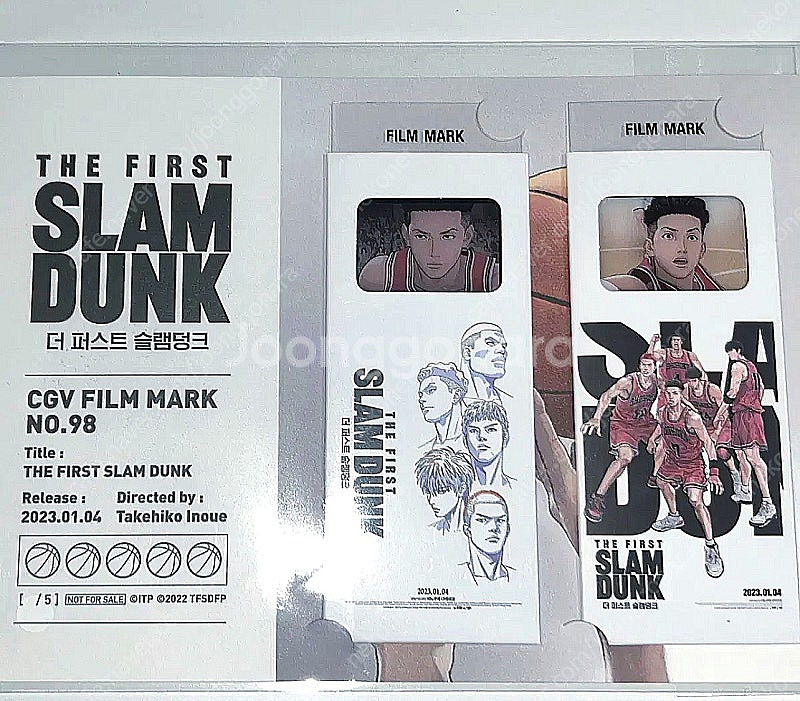 THE FIRST
SLAM
DUNK
더 퍼스트 슬램덩크
CGV FILM MARK
NO.98
Title :
THE FIRST SLAM DUNK
Release :
Directed by :
2023.01.04
Takehiko Inoue
[ /5]
NOT FOR SALE
©ITP ©2022 TFSDFP
FILM MARK
THE FIRST
SLAM DUNK
더 퍼스트 슬램덩크
2023.01.04
FILM MARK
SLA
THE FIRST
SLAM
DUNK
더 퍼스트 슬램덩크
2023.01.04
joonggonara